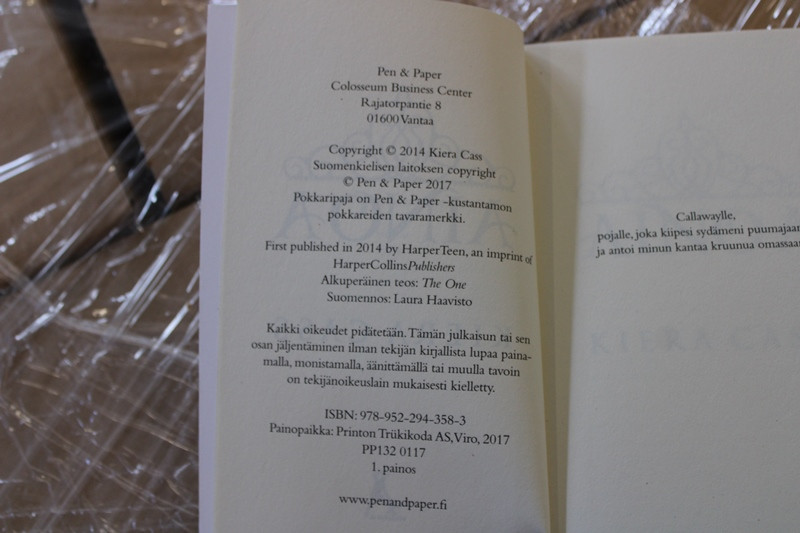 Pen & Paper
Colosseum Business Center
Rajatorpantie 8
01600 Vantaa
Copyright © 2014 Kiera Cass
Suomenkielisen laitoksen copyright
© Pen & Paper 2017
Pokkaripaja on Pen & Paper -kustantamon
pokkareiden tavaramerkki.
First published in 2014 by HarperTeen, an imprint of
HarperCollinsPublishers
Alkuperäinen teos: The One
Suomennos: Laura Haavisto
Kaikki oikeudet pidätetään. Tämän julkaisun tai sen
osan jäljentäminen ilman tekijän kirjallista lupaa paina-
malla, monistamalla, äänittämällä tai muulla tavoin
on tekijänoikeuslain mukaisesti kielletty.
ISBN: 978-952-294-358-3
Painopaikka: Printon Trükikoda AS, Viro, 2017
PP132 0117
1. painos
www.penandpaper.fi
Callawaylle,
pojalle, joka kiipesi sydämeni puumajaan
ja antoi minun kantaa kruunua omassaan